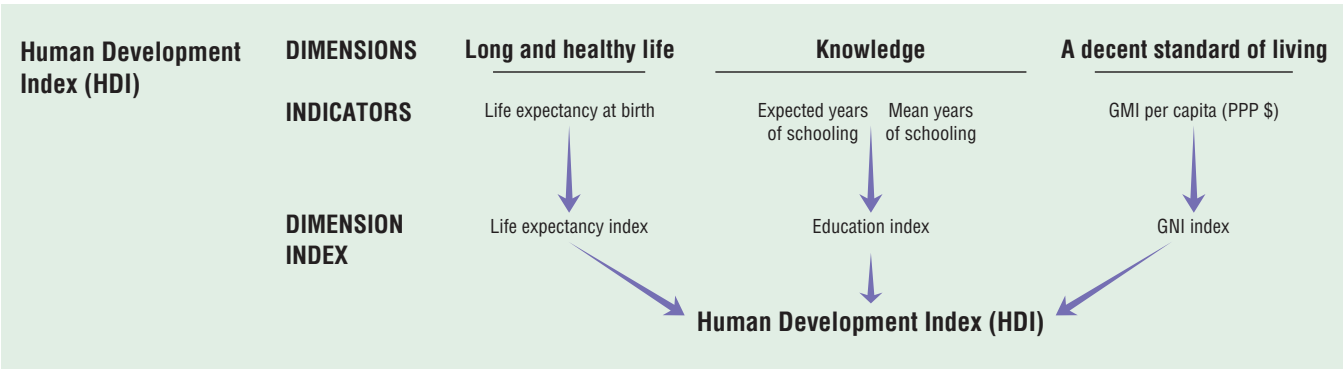 Human Development
Index (HDI)
DIMENSIONS
Long and healthy life
Knowledge
A decent standard of living
INDICATORS
Life expectancy at birth
Expected years
of schooling
Mean years
of schooling
GMI per capita (PPP $)
DIMENSION
INDEX
Life expectancy index
Education index
GNI index
Human Development Index (HDI)